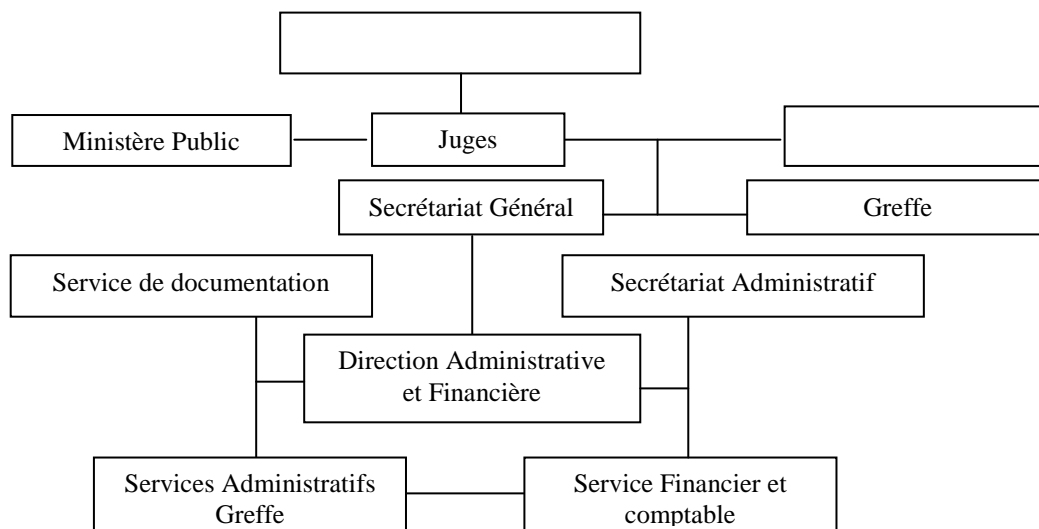 Ministère Public
Juges
Secrétariat Général
Greffe
Service de documentation
Secrétariat Administratif
Direction Administrative
et Financière
Services Administratifs
Greffe
Service Financier et
comptable